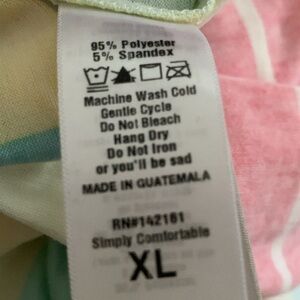 95% Polyester
5% Spandex
Machine Wash Cold
Gentle Cycle
Do Not Bleach
Hang Dry
Do Not Iron
or you'll be sad
MADE IN GUATEMALA
RN#142181
Simply Comfortable
XL